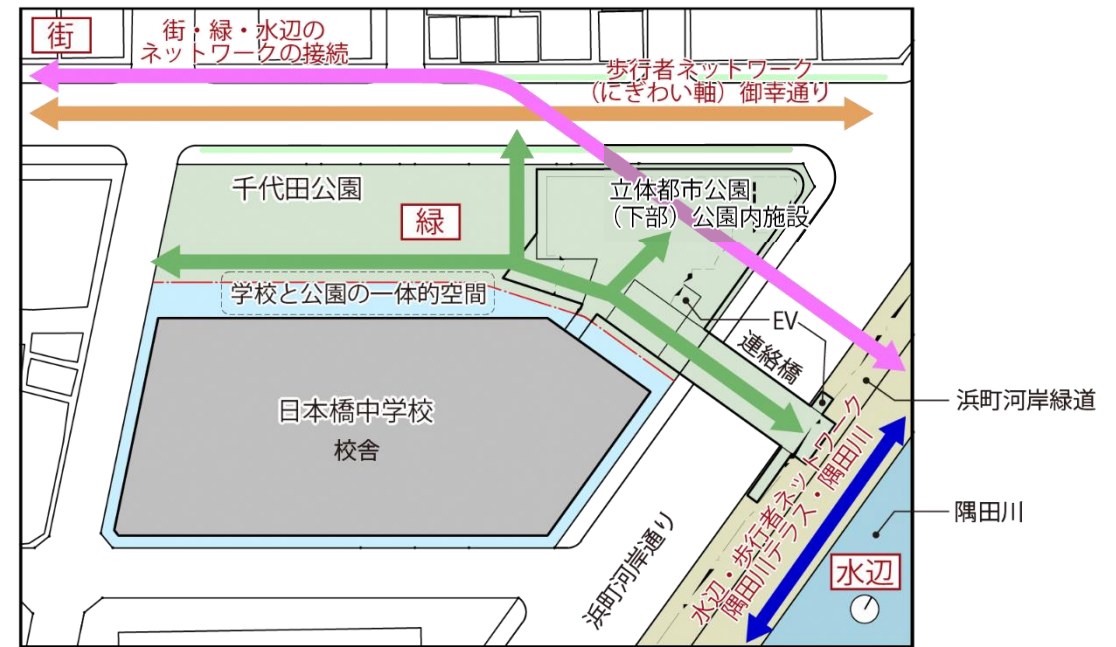 街
街・緑・水辺の
ネットワークの接続
歩行者ネットワーク
（にぎわい軸）御幸通り
千代田公園
緑
立体都市公園
（下部）公園内施設
学校と公園の一体的空間
EV
連絡橋
日本橋中学校
校舎
浜町河岸緑道
隅田川
浜町河岸通り
水辺・歩行者ネットワーク
隅田川テラス・隅田川
水辺